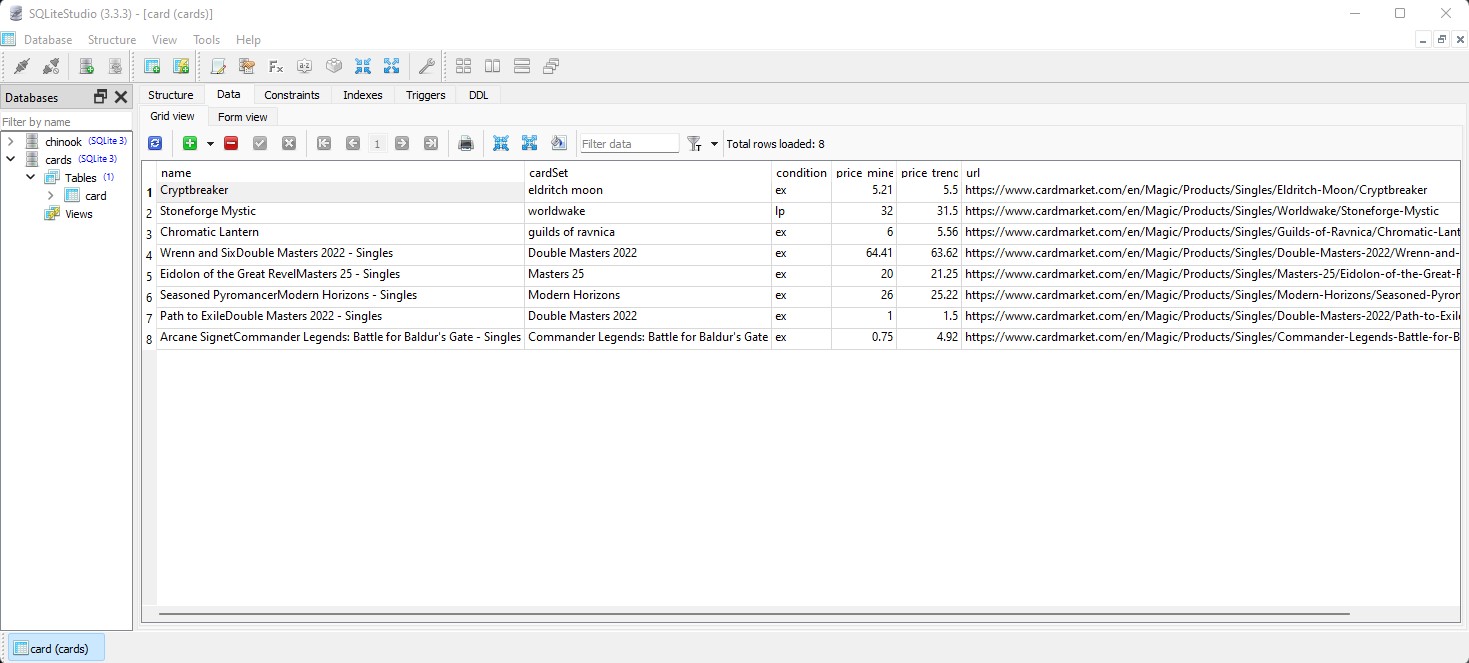 SQLiteStudio (3.3.3) - [card (cards)]
Database Structure View Tools Help
Databases
Filter by name
chinook (SQLite 3)
cards (SQLite 3)
Tables (1)
card
Views
Structure Data Constraints Indexes Triggers DDL
Grid view Form view
1 Filter data Total rows loaded: 8
name cardSet condition price_mine price_trend url
1 Cryptbreaker eldritch moon ex 5.21 5.5 https://www.cardmarket.com/en/Magic/Products/Singles/Eldritch-Moon/Cryptbreaker
2 Stoneforge Mystic worldwake lp 32 31.5 https://www.cardmarket.com/en/Magic/Products/Singles/Worldwake/Stoneforge-Mystic
3 Chromatic Lantern guilds of ravnica ex 6 5.56 https://www.cardmarket.com/en/Magic/Products/Singles/Guilds-of-Ravnica/Chromatic-Lant
4 Wrenn and SixDouble Masters 2022 - Singles Double Masters 2022 ex 64.41 63.62 https://www.cardmarket.com/en/Magic/Products/Singles/Double-Masters-2022/Wrenn-and-
5 Eidolon of the Great RevelMasters 25 - Singles Masters 25 ex 20 21.25 https://www.cardmarket.com/en/Magic/Products/Singles/Masters-25/Eidolon-of-the-Great-R
6 Seasoned PyromancerModern Horizons - Singles Modern Horizons ex 26 25.22 https://www.cardmarket.com/en/Magic/Products/Singles/Modern-Horizons/Seasoned-Pyron
7 Path to ExileDouble Masters 2022 - Singles Double Masters 2022 ex 1 1.5 https://www.cardmarket.com/en/Magic/Products/Singles/Double-Masters-2022/Path-to-Exile
8 Arcane SignetCommander Legends: Battle for Baldur's Gate - Singles Commander Legends: Battle for Baldur's Gate ex 0.75 4.92 https://www.cardmarket.com/en/Magic/Products/Singles/Commander-Legends-Battle-for-B
card (cards)